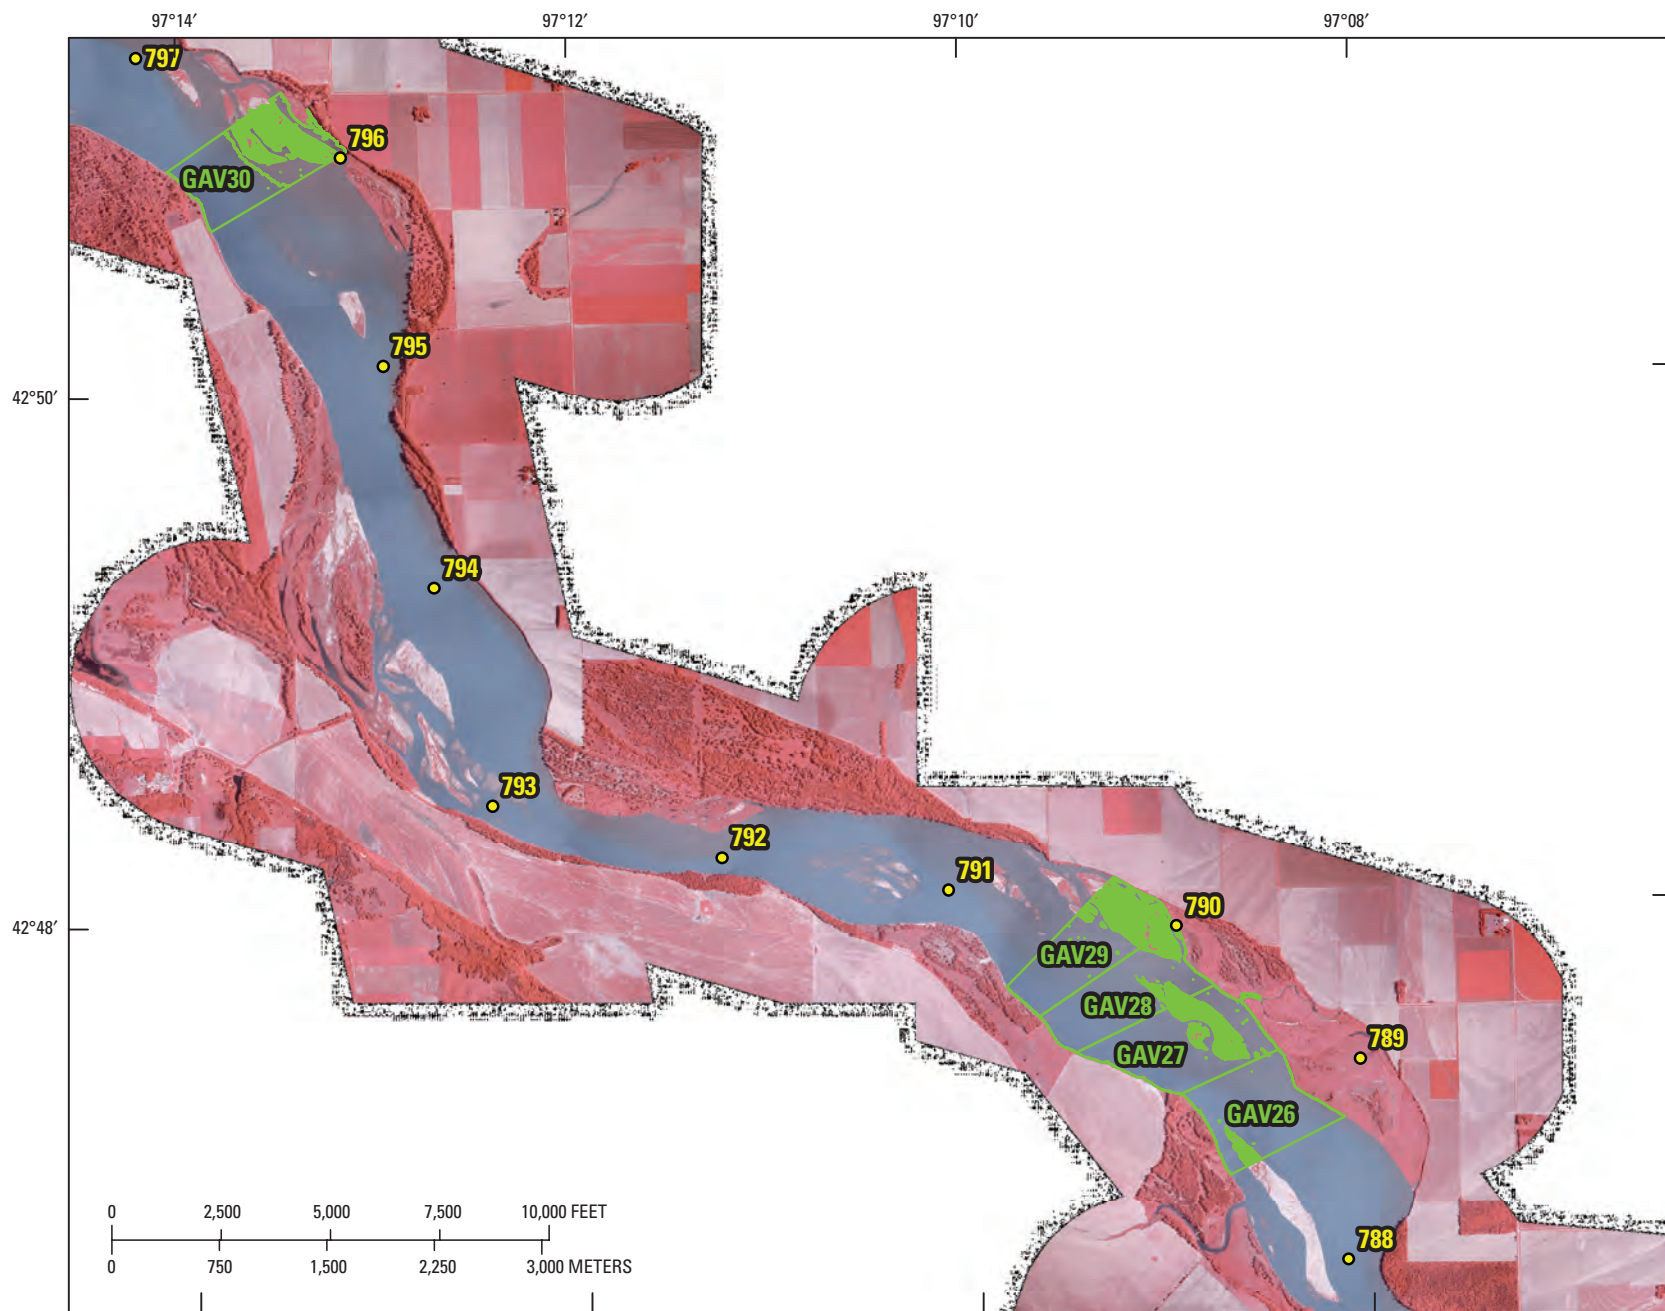 97°14′ 97°12′ 97°10′ 97°08′
797
796
GAV30
795
42°50′
794
793
792
791
790
42°48′
GAV29
GAV28
789
GAV27
GAV26
0 2,500 5,000 7,500 10,000 FEET
788
0 750 1,500 2,250 3,000 METERS